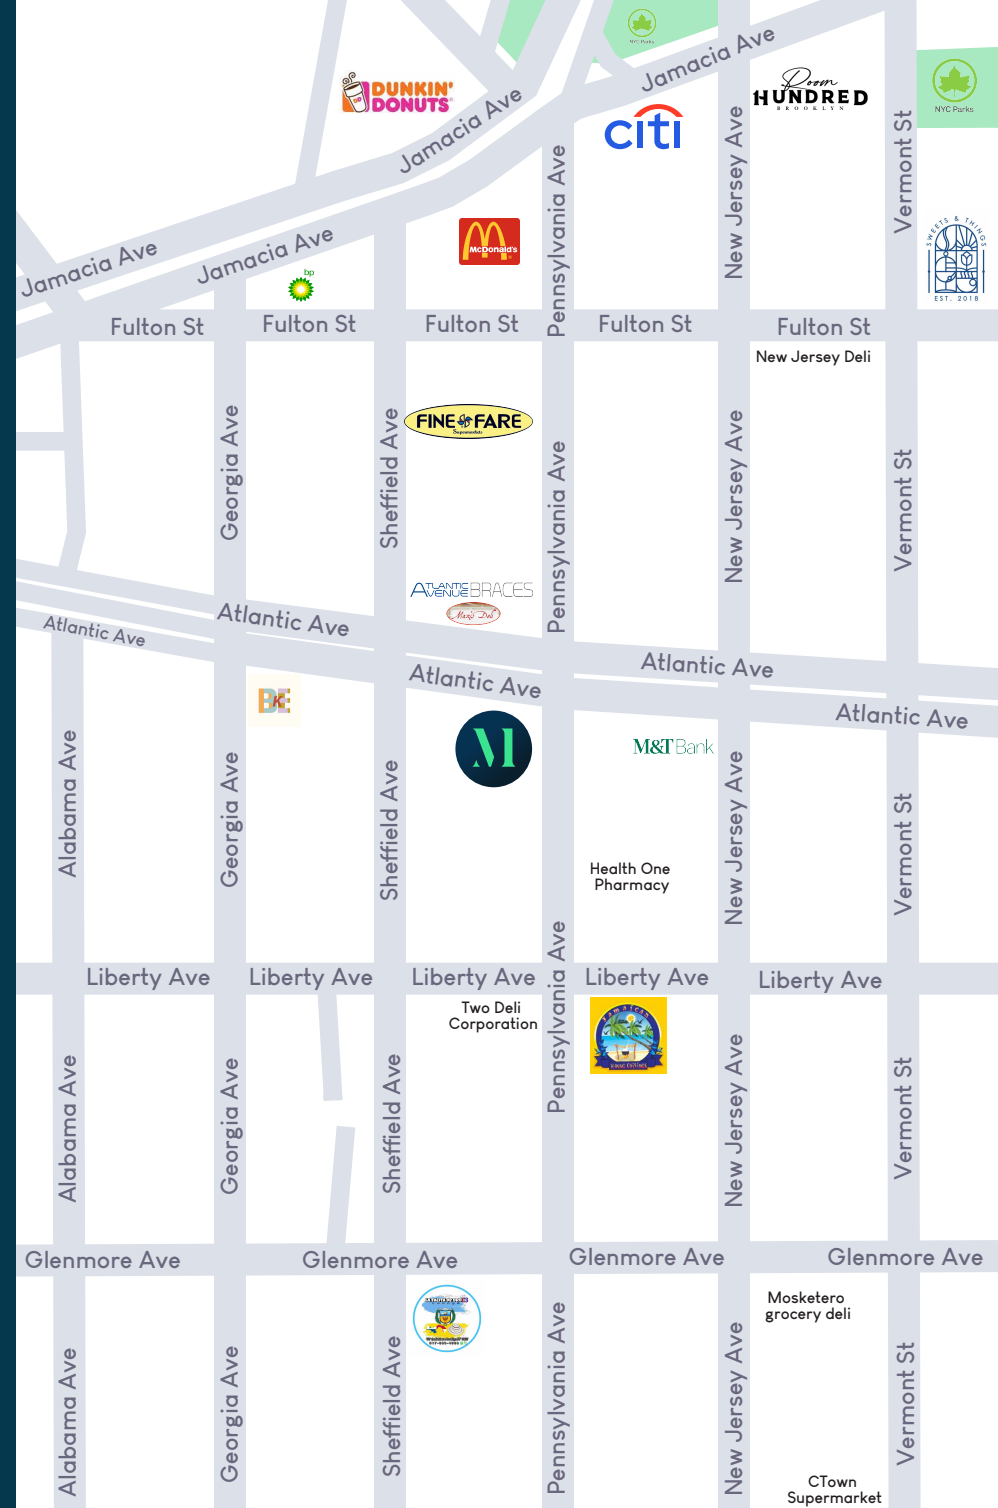 NYC Parks
Jamacia Ave
DUNKIN'
DONUTS
Room
HUNDRED
BROOKLYN
NYC Parks
Jamacia Ave
citi
Pennsylvania Ave
New Jersey Ave
Vermont St
McDonald's
SWEETS & THINGS
EST. 2018
Jamacia Ave
Jamacia Ave
bp
Fulton St
Fulton St
Fulton St
Fulton St
Fulton St
New Jersey Deli
FINE FARE
Supermarkets
Georgia Ave
Sheffield Ave
Pennsylvania Ave
New Jersey Ave
Vermont St
ATLANTIC
AVENUE BRACES
Atlantic Ave
Atlantic Ave
Atlantic Ave
Atlantic Ave
Atlantic Ave
BKE
M
M&T Bank
Alabama Ave
Georgia Ave
Sheffield Ave
New Jersey Ave
Vermont St
Health One
Pharmacy
Liberty Ave
Liberty Ave
Liberty Ave
Liberty Ave
Liberty Ave
Pennsylvania Ave
Two Deli
Corporation
JAMAICAN
Alabama Ave
Georgia Ave
Sheffield Ave
New Jersey Ave
Vermont St
Glenmore Ave
Glenmore Ave
Glenmore Ave
Glenmore Ave
Mosketero
grocery deli
Alabama Ave
Georgia Ave
Sheffield Ave
Pennsylvania Ave
New Jersey Ave
Vermont St
CTown
Supermarket